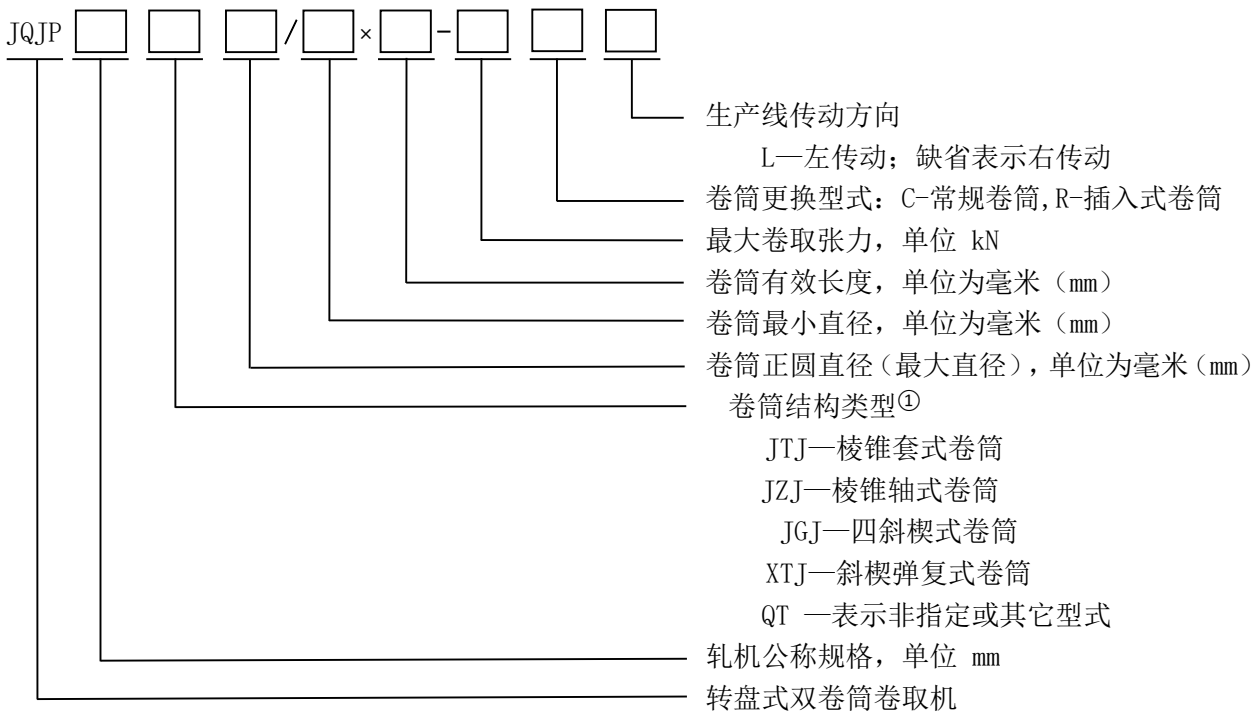 JQJP / × -
生产线传动方向
L—左传动；缺省表示右传动
卷筒更换型式：C-常规卷筒,R-插入式卷筒
最大卷取张力，单位 kN
卷筒有效长度，单位为毫米（mm）
卷筒最小直径，单位为毫米（mm）
卷筒正圆直径（最大直径），单位为毫米（mm）
卷筒结构类型①
JTJ—棱锥套式卷筒
JZJ—棱锥轴式卷筒
JGJ—四斜楔式卷筒
XTJ—斜楔弹复式卷筒
QT —表示非指定或其它型式
轧机公称规格，单位 mm
转盘式双卷筒卷取机